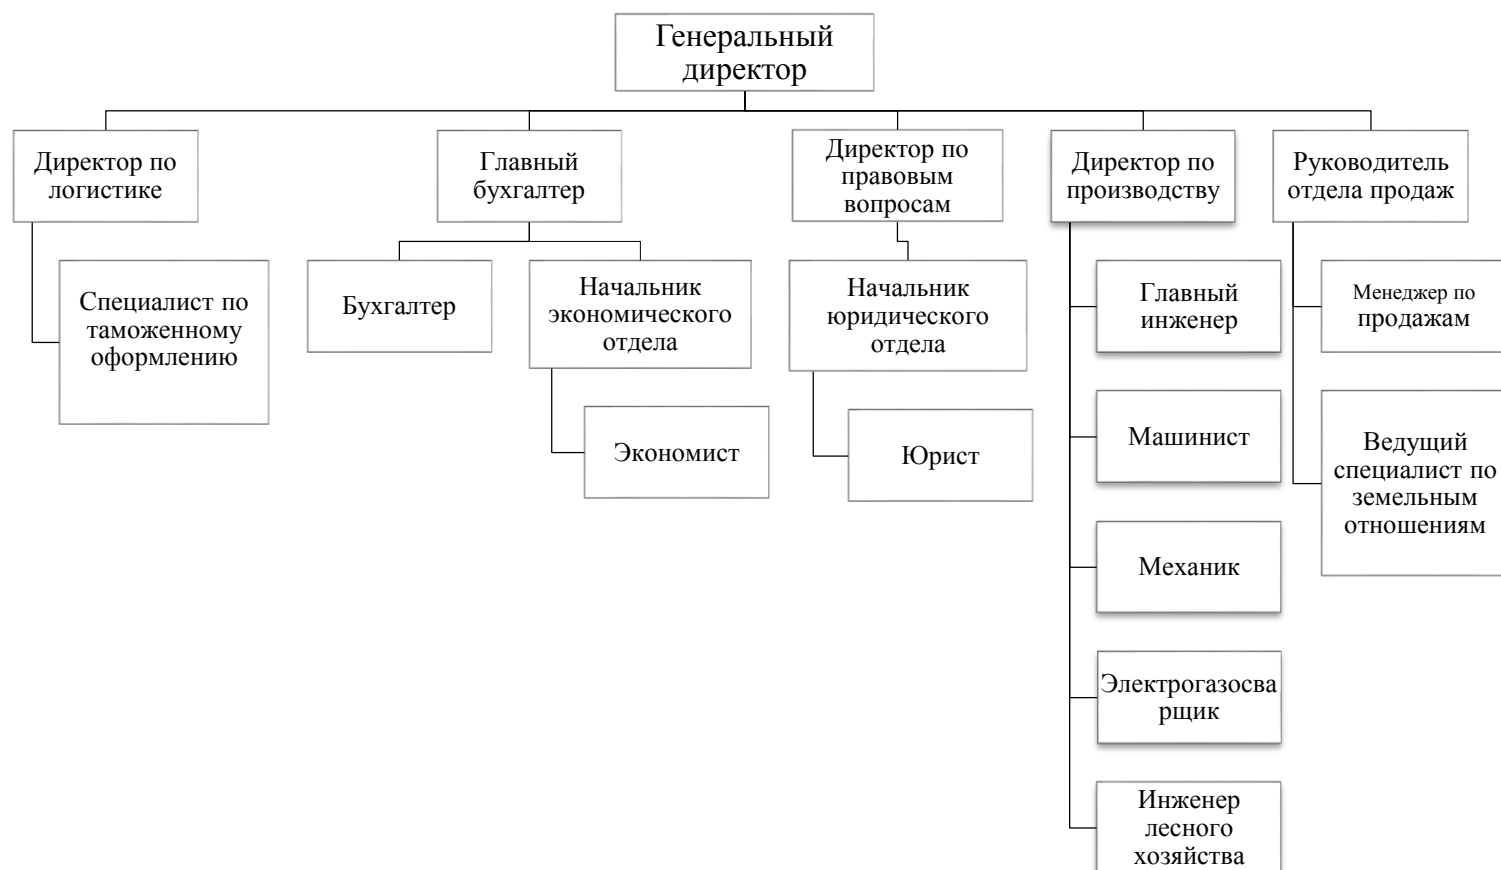 Генеральный
директор
Директор по
логистике
Главный
бухгалтер
Директор по
правовым
вопросам
Директор по
производству
Руководитель
отдела продаж
Специалист по
таможенному
оформлению
Бухгалтер
Начальник
экономического
отдела
Экономист
Начальник
юридического
отдела
Юрист
Главный
инженер
Машинист
Механик
Электрогазосва
рщик
Инженер
лесного
хозяйства
Менеджер по
продажам
Ведущий
специалист по
земельным
отношениям